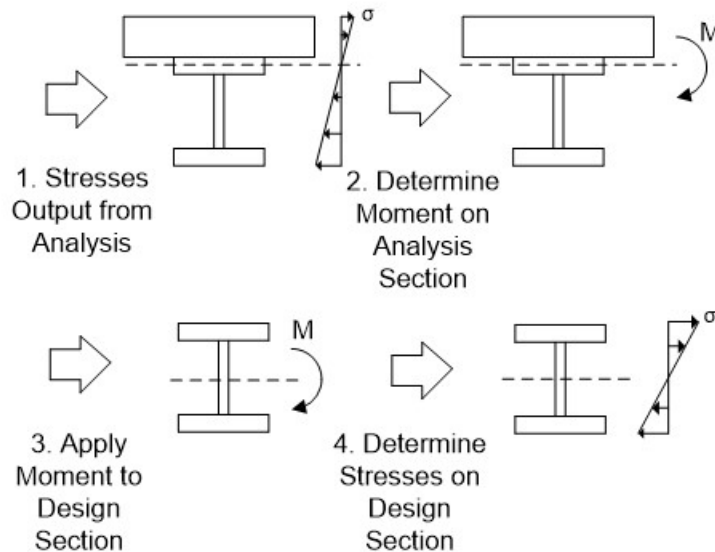 σ
M
1. Stresses
Output from
Analysis
2. Determine
Moment on
Analysis
Section
M
σ
3. Apply
Moment to
Design
Section
4. Determine
Stresses on
Design
Section